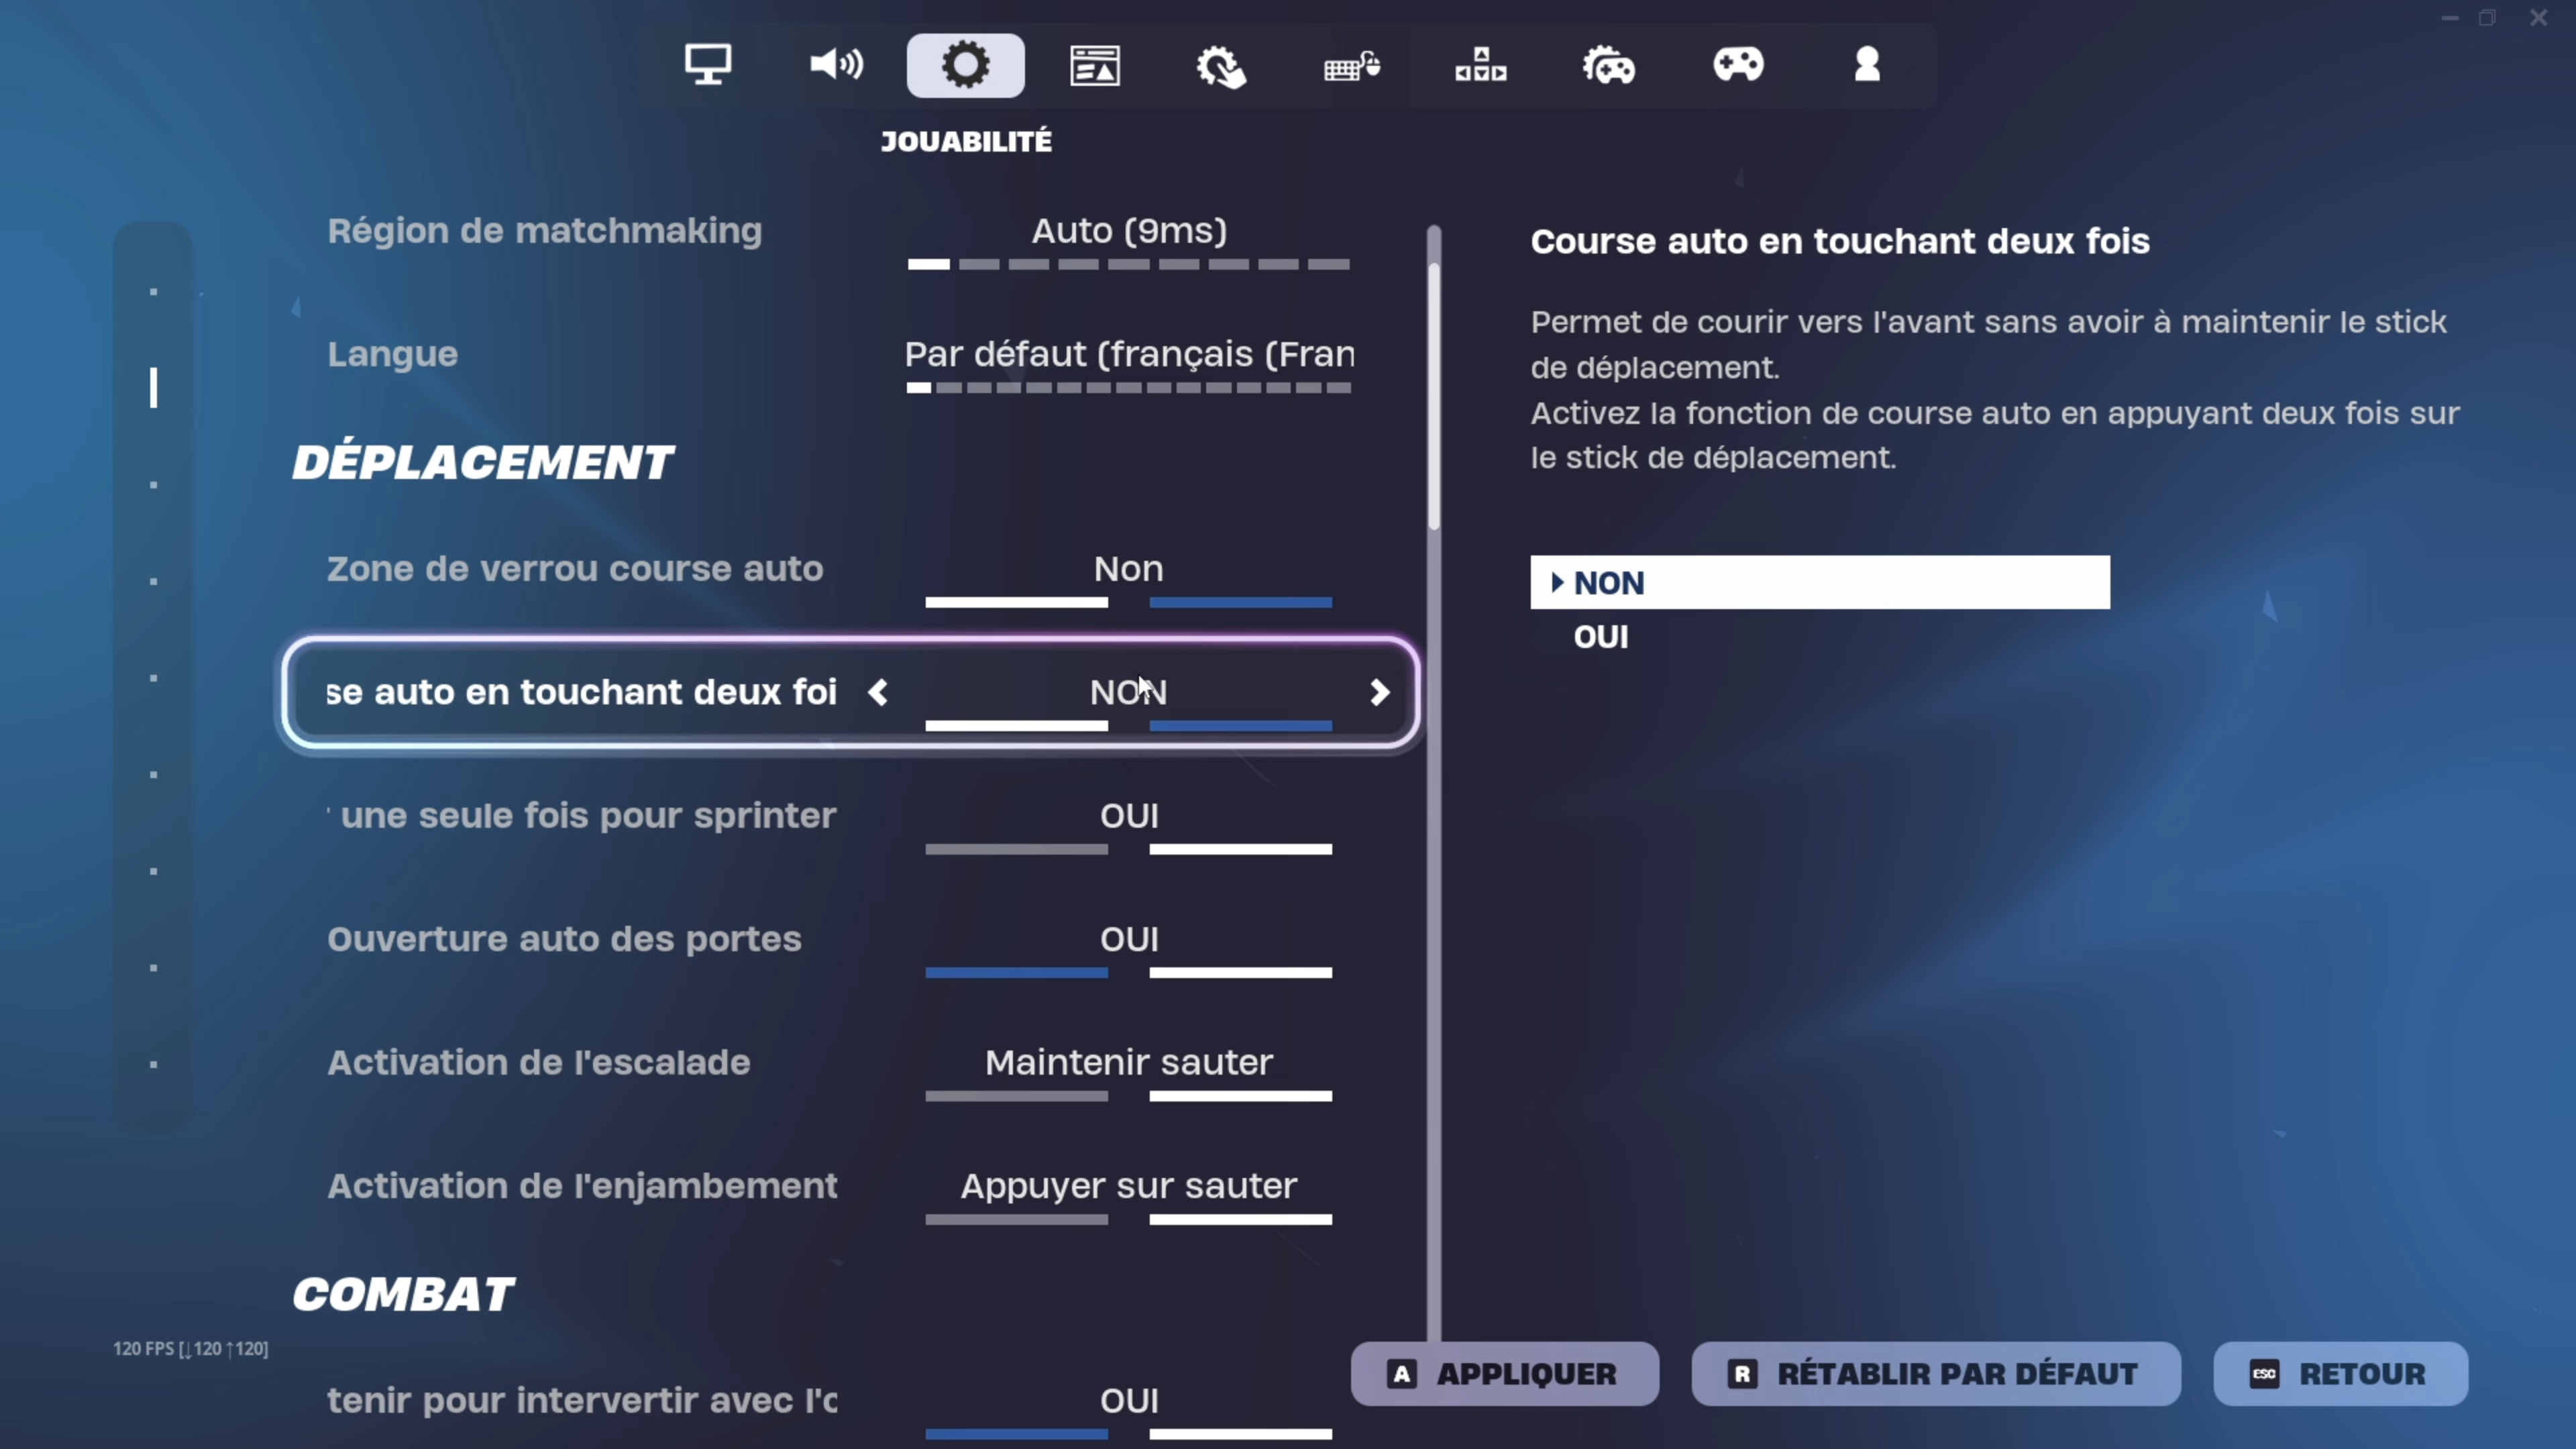 JOUABILITÉ
Région de matchmaking
Auto (9ms)
Langue
Par défaut (français (Fran
DÉPLACEMENT
Zone de verrou course auto
Non
se auto en touchant deux foi
NON
une seule fois pour sprinter
OUI
Ouverture auto des portes
OUI
Activation de l'escalade
Maintenir sauter
Activation de l'enjambement
Appuyer sur sauter
COMBAT
tenir pour intervertir avec l'c
OUI
Course auto en touchant deux fois
Permet de courir vers l'avant sans avoir à maintenir le stick
de déplacement.
Activez la fonction de course auto en appuyant deux fois sur
le stick de déplacement.
NON
OUI
120 FPS [↓120 ↑120]
A APPLIQUER
R RÉTABLIR PAR DÉFAUT
ESC RETOUR